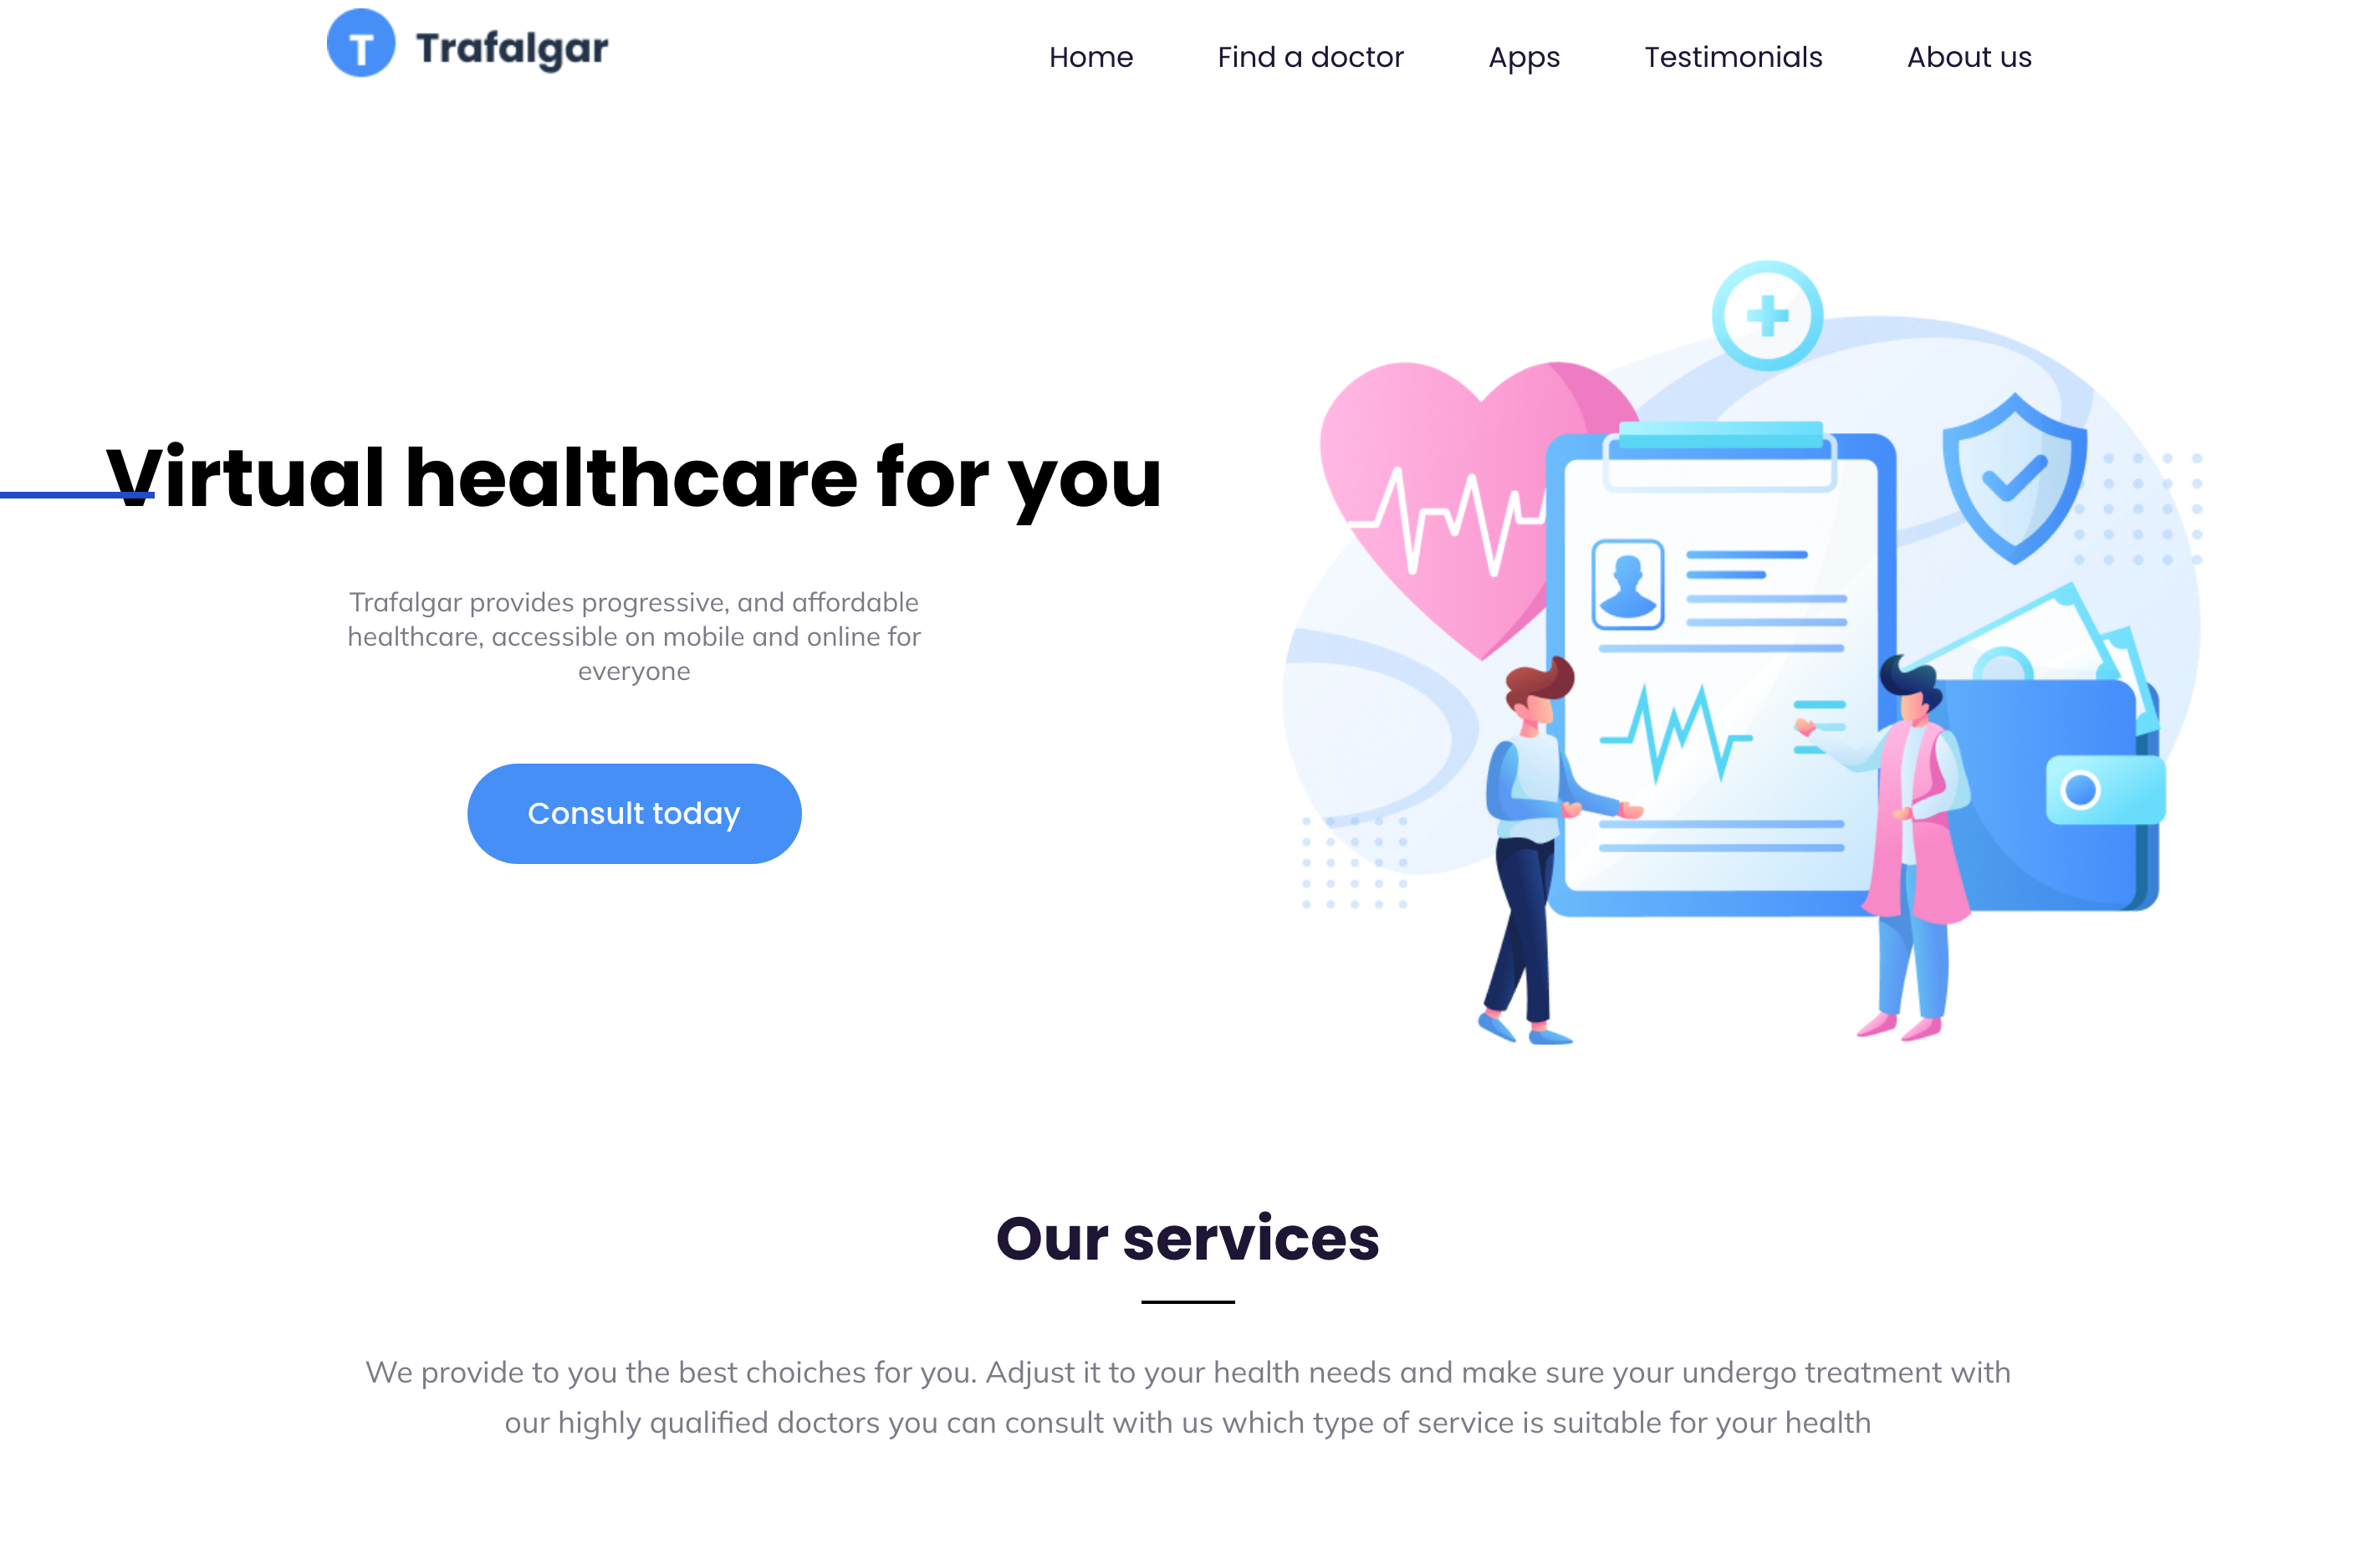 T Trafalgar
Home Find a doctor Apps Testimonials About us
Virtual healthcare for you
Trafalgar provides progressive, and affordable
healthcare, accessible on mobile and online for
everyone
Consult today
Our services
We provide to you the best choiches for you. Adjust it to your health needs and make sure your undergo treatment with
our highly qualified doctors you can consult with us which type of service is suitable for your health